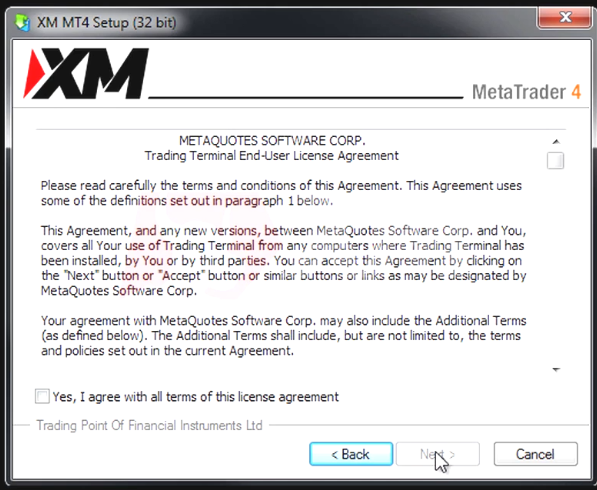 XM MT4 Setup (32 bit)
XM
MetaTrader 4
METAQUOTES SOFTWARE CORP.
Trading Terminal End-User License Agreement
Please read carefully the terms and conditions of this Agreement. This Agreement uses
some of the definitions set out in paragraph 1 below.
This Agreement, and any new versions, between MetaQuotes Software Corp. and You,
covers all Your use of Trading Terminal from any computers where Trading Terminal has
been installed, by You or by third parties. You can accept this Agreement by clicking on
the "Next" button or "Accept" button or similar buttons or links as may be designated by
MetaQuotes Software Corp.
Your agreement with MetaQuotes Software Corp. may also include the Additional Terms
(as defined below). The Additional Terms shall include, but are not limited to, the terms
and policies set out in the current Agreement.
Yes, I agree with all terms of this license agreement
Trading Point Of Financial Instruments Ltd
< Back
Next >
Cancel